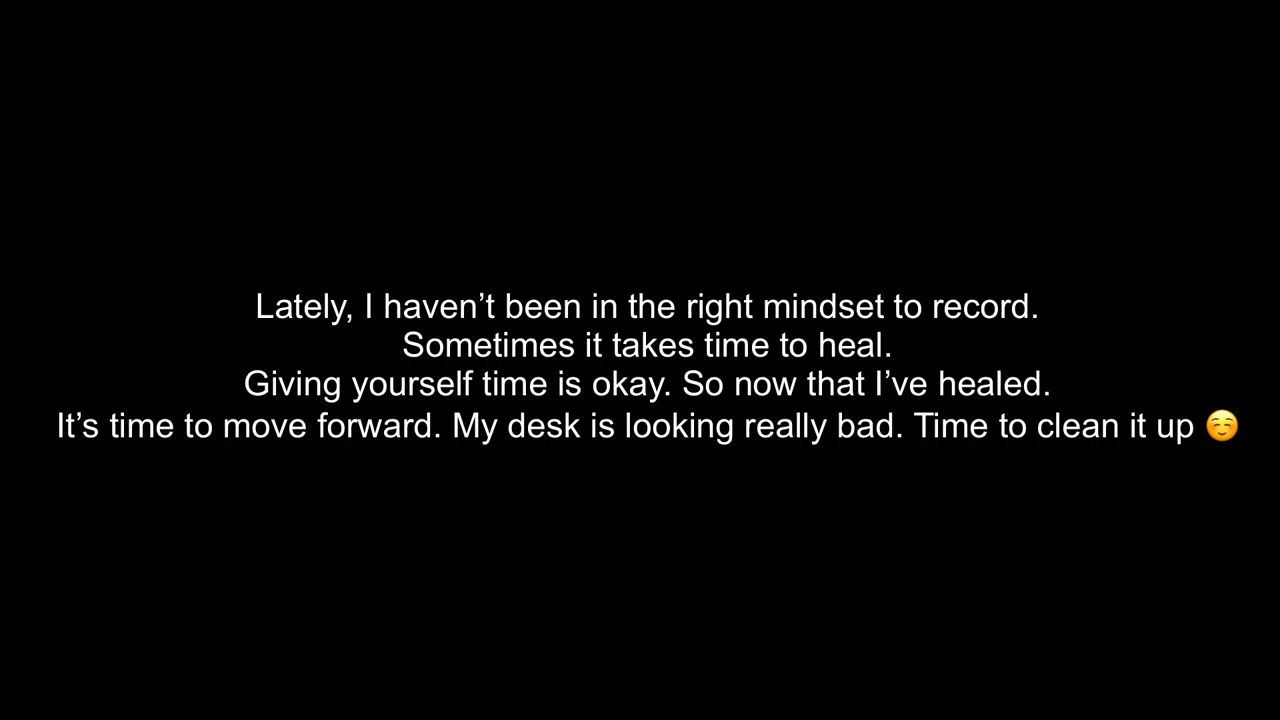 Lately, I haven’t been in the right mindset to record.
Sometimes it takes time to heal.
Giving yourself time is okay. So now that I’ve healed.
It’s time to move forward. My desk is looking really bad. Time to clean it up ☺️